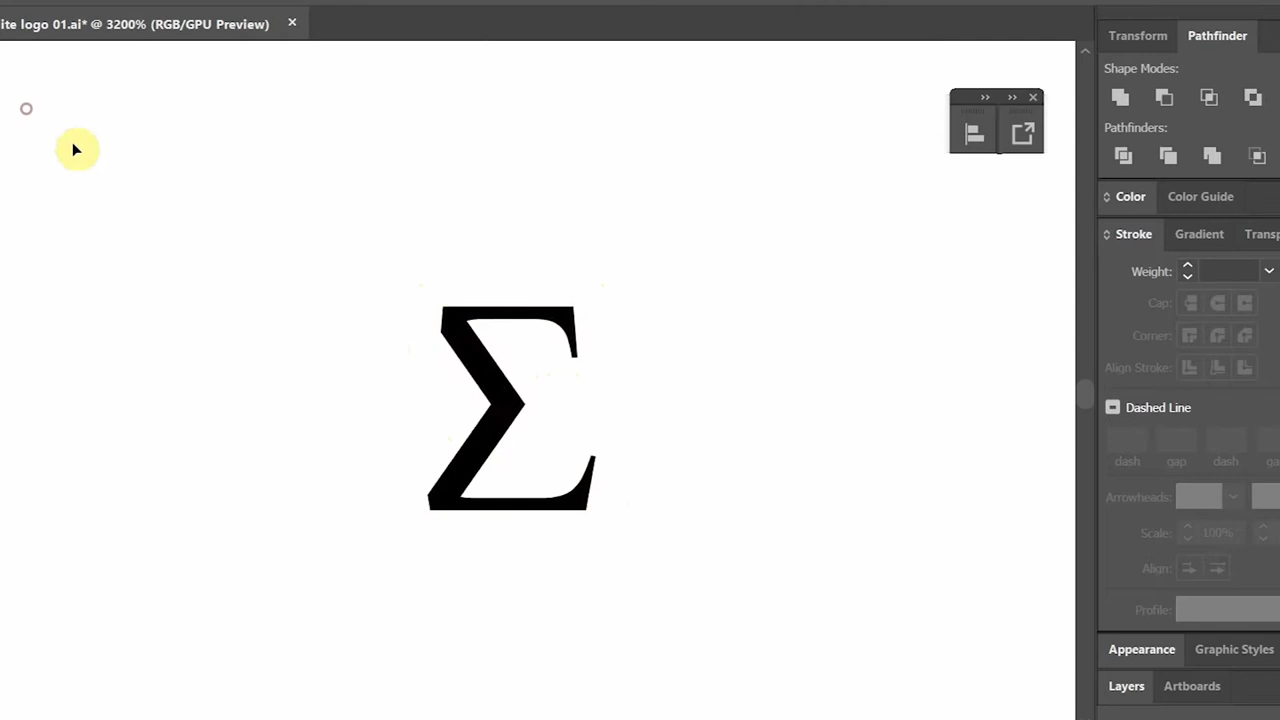 ite logo 01.ai* @ 3200% (RGB/GPU Preview)
Transform Pathfinder
Shape Modes:
Pathfinders:
Color Color Guide
Stroke Gradient Transp
Weight:
Cap:
Corner:
Align Stroke:
Dashed Line
dash gap dash ga
Arrowheads:
Scale: 100%
Align:
Profile:
Appearance Graphic Styles
Layers Artboards
Σ